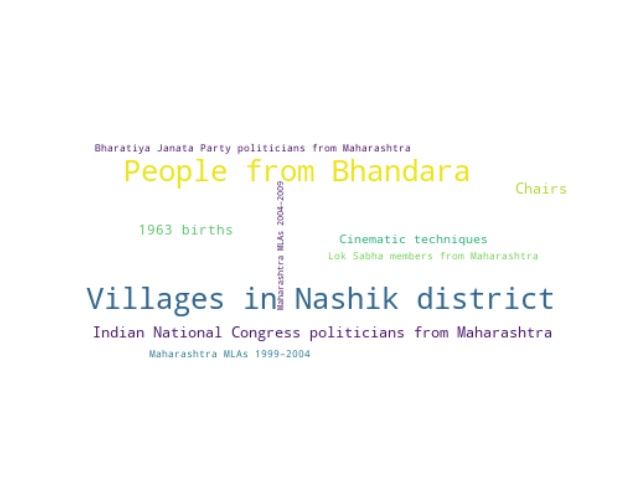 Bharatiya Janata Party politicians from Maharashtra
People from Bhandara
Chairs
Maharashtra MLAs 2004-2009
1963 births
Cinematic techniques
Lok Sabha members from Maharashtra
Villages in Nashik district
Indian National Congress politicians from Maharashtra
Maharashtra MLAs 1999-2004